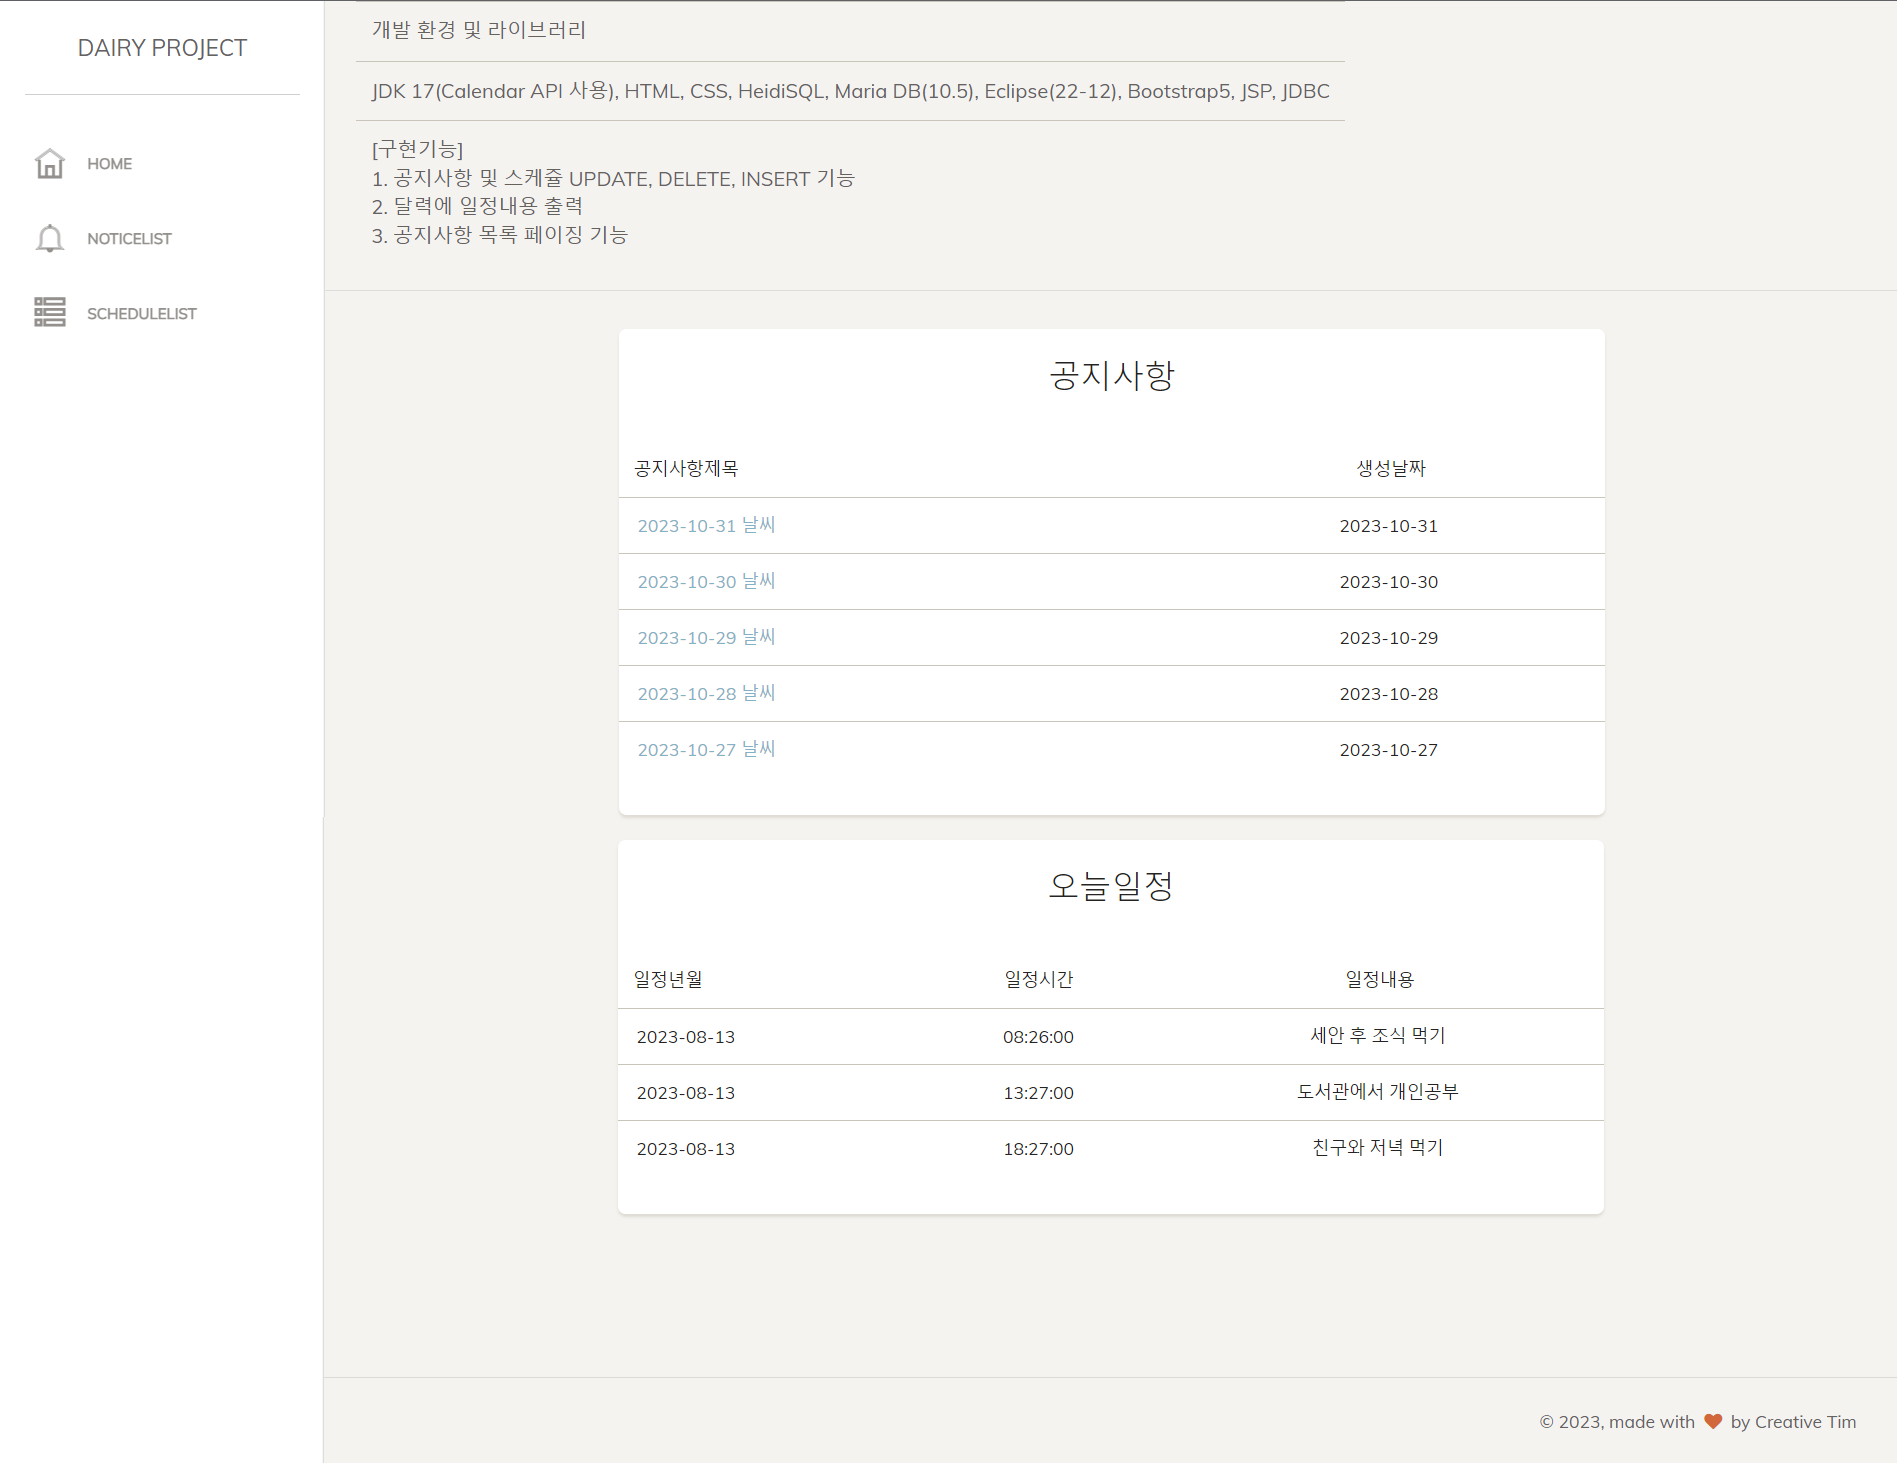 DAIRY PROJECT
HOME
NOTICELIST
SCHEDULELIST
개발 환경 및 라이브러리
JDK 17(Calendar API 사용), HTML, CSS, HeidiSQL, Maria DB(10.5), Eclipse(22-12), Bootstrap5, JSP, JDBC
[구현기능]
1. 공지사항 및 스케쥴 UPDATE, DELETE, INSERT 기능
2. 달력에 일정내용 출력
3. 공지사항 목록 페이징 기능
공지사항
공지사항제목 생성날짜
2023-10-31 날씨 2023-10-31
2023-10-30 날씨 2023-10-30
2023-10-29 날씨 2023-10-29
2023-10-28 날씨 2023-10-28
2023-10-27 날씨 2023-10-27
오늘일정
일정년월 일정시간 일정내용
2023-08-13 08:26:00 세안 후 조식 먹기
2023-08-13 13:27:00 도서관에서 개인공부
2023-08-13 18:27:00 친구와 저녁 먹기
© 2023, made with ♥ by Creative Tim